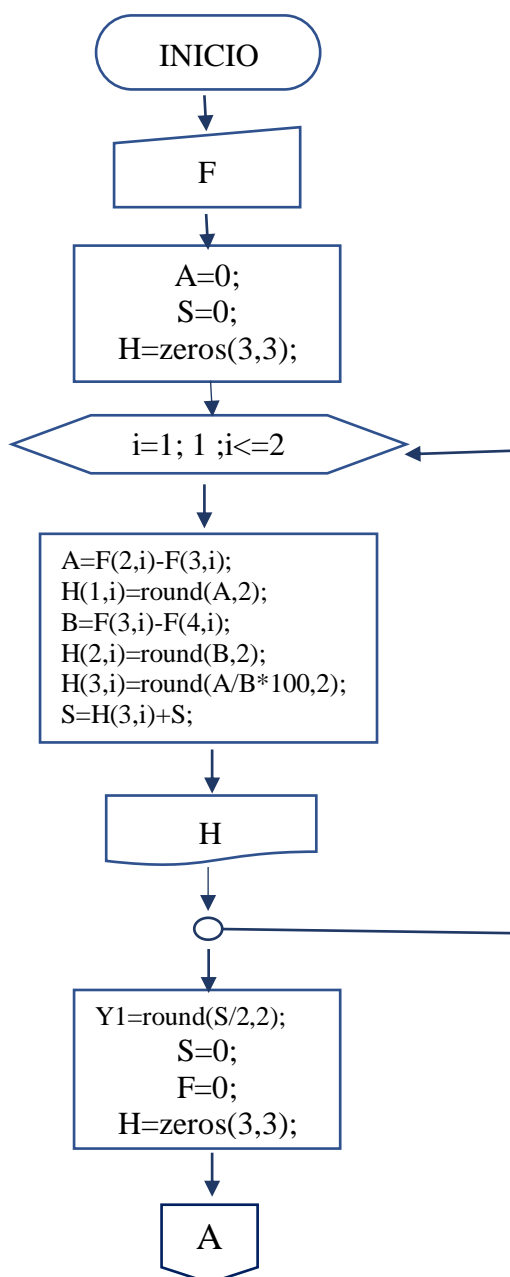 INICIO
F
A=0;
S=0;
H=zeros(3,3);
i=1; 1 ;i<=2
A=F(2,i)-F(3,i);
H(1,i)=round(A,2);
B=F(3,i)-F(4,i);
H(2,i)=round(B,2);
H(3,i)=round(A/B*100,2);
S=H(3,i)+S;
H
Y1=round(S/2,2);
S=0;
F=0;
H=zeros(3,3);
A